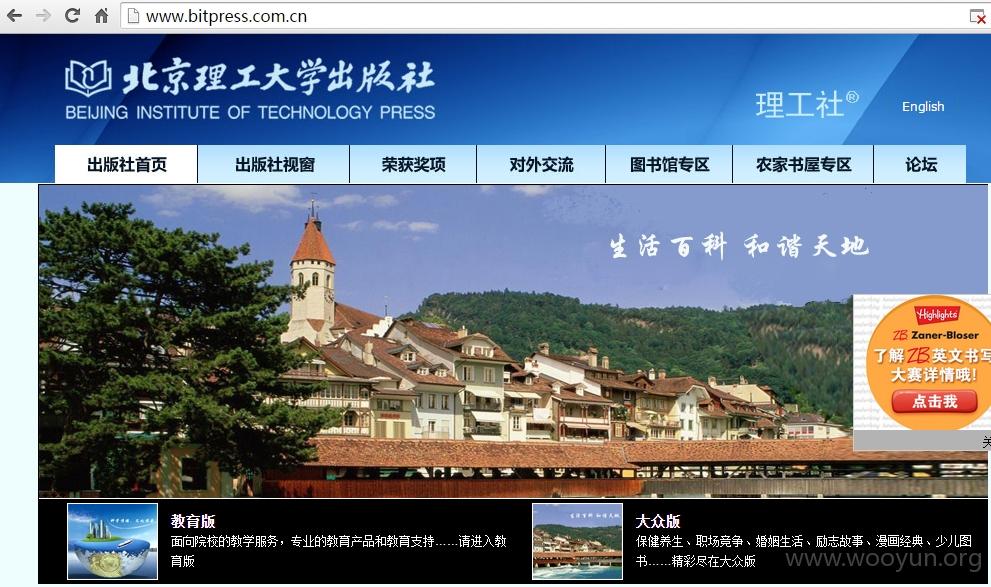 www.bitpress.com.cn
北京理工大学出版社
BEIJING INSTITUTE OF TECHNOLOGY PRESS
理工社®
English
出版社首页 出版社视窗 荣获奖项 对外交流 图书馆专区 农家书屋专区 论坛
生活百科 和谐天地
Highlights
ZB Zaner-Bloser
了解ZB英文书写
大赛详情哦!
点击我
关
教育版
面向院校的教学服务，专业的教育产品和教育支持……请进入教
育版
大众版
保健养生、职场竞争、婚姻生活、励志故事、漫画经典、少儿图
书……精彩尽在大众版
www.wooyun.org